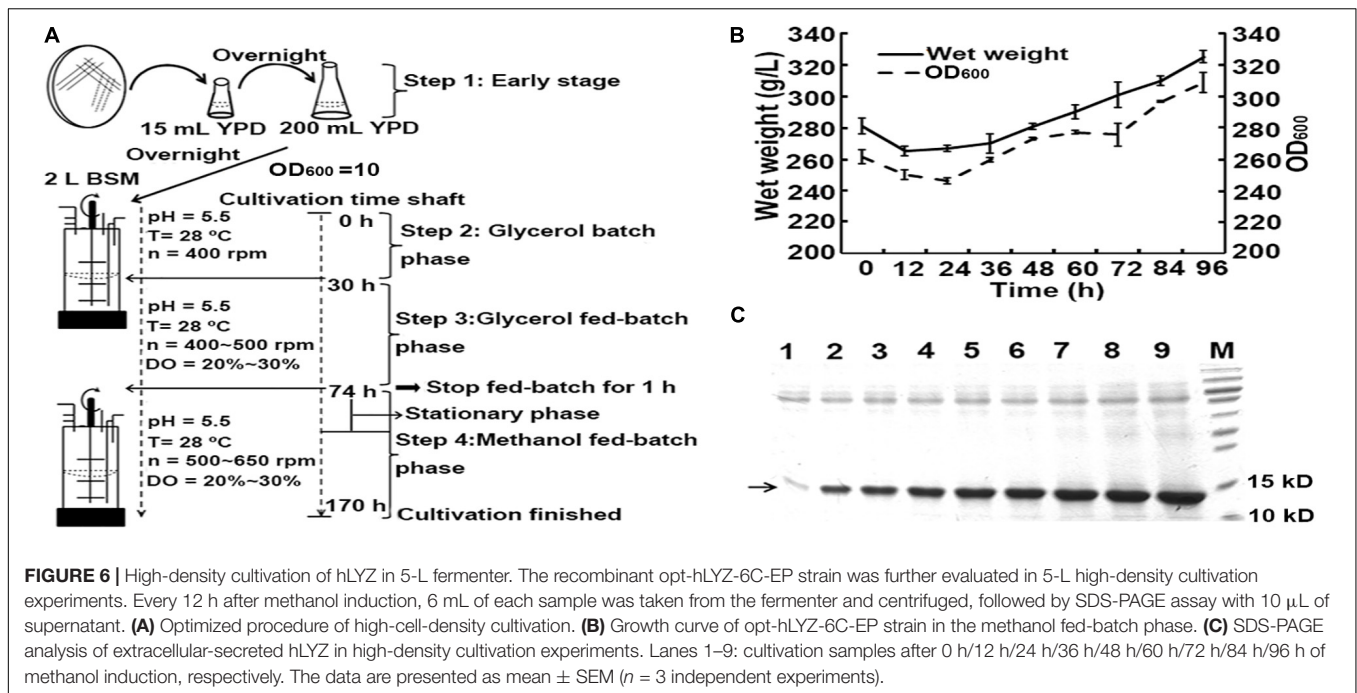 A
Overnight
Step 1: Early stage
15 mL YPD 200 mL YPD
Overnight
OD600 =10
2 L BSM
Cultivation time shaft
pH = 5.5
T= 28 °C
n = 400 rpm
0 h
Step 2: Glycerol batch
phase
30 h
pH = 5.5
T= 28 °C
n = 400~500 rpm
DO = 20%~30%
Step 3:Glycerol fed-batch
phase
74 h
Stop fed-batch for 1 h
Stationary phase
pH = 5.5
T= 28 °C
n = 500~650 rpm
DO = 20%~30%
Step 4:Methanol fed-batch
phase
170 h
Cultivation finished
B
Wet weight (g/L)
340
320
300
280
260
240
220
200
Wet weight
OD600
340
320
300
280
260
240
220
200
OD600
0 12 24 36 48 60 72 84 96
Time (h)
C
1 2 3 4 5 6 7 8 9 M
15 kD
10 kD
FIGURE 6 | High-density cultivation of hLYZ in 5-L fermenter. The recombinant opt-hLYZ-6C-EP strain was further evaluated in 5-L high-density cultivation
experiments. Every 12 h after methanol induction, 6 mL of each sample was taken from the fermenter and centrifuged, followed by SDS-PAGE assay with 10 μL of
supernatant. (A) Optimized procedure of high-cell-density cultivation. (B) Growth curve of opt-hLYZ-6C-EP strain in the methanol fed-batch phase. (C) SDS-PAGE
analysis of extracellular-secreted hLYZ in high-density cultivation experiments. Lanes 1–9: cultivation samples after 0 h/12 h/24 h/36 h/48 h/60 h/72 h/84 h/96 h of
methanol induction, respectively. The data are presented as mean ± SEM (n = 3 independent experiments).